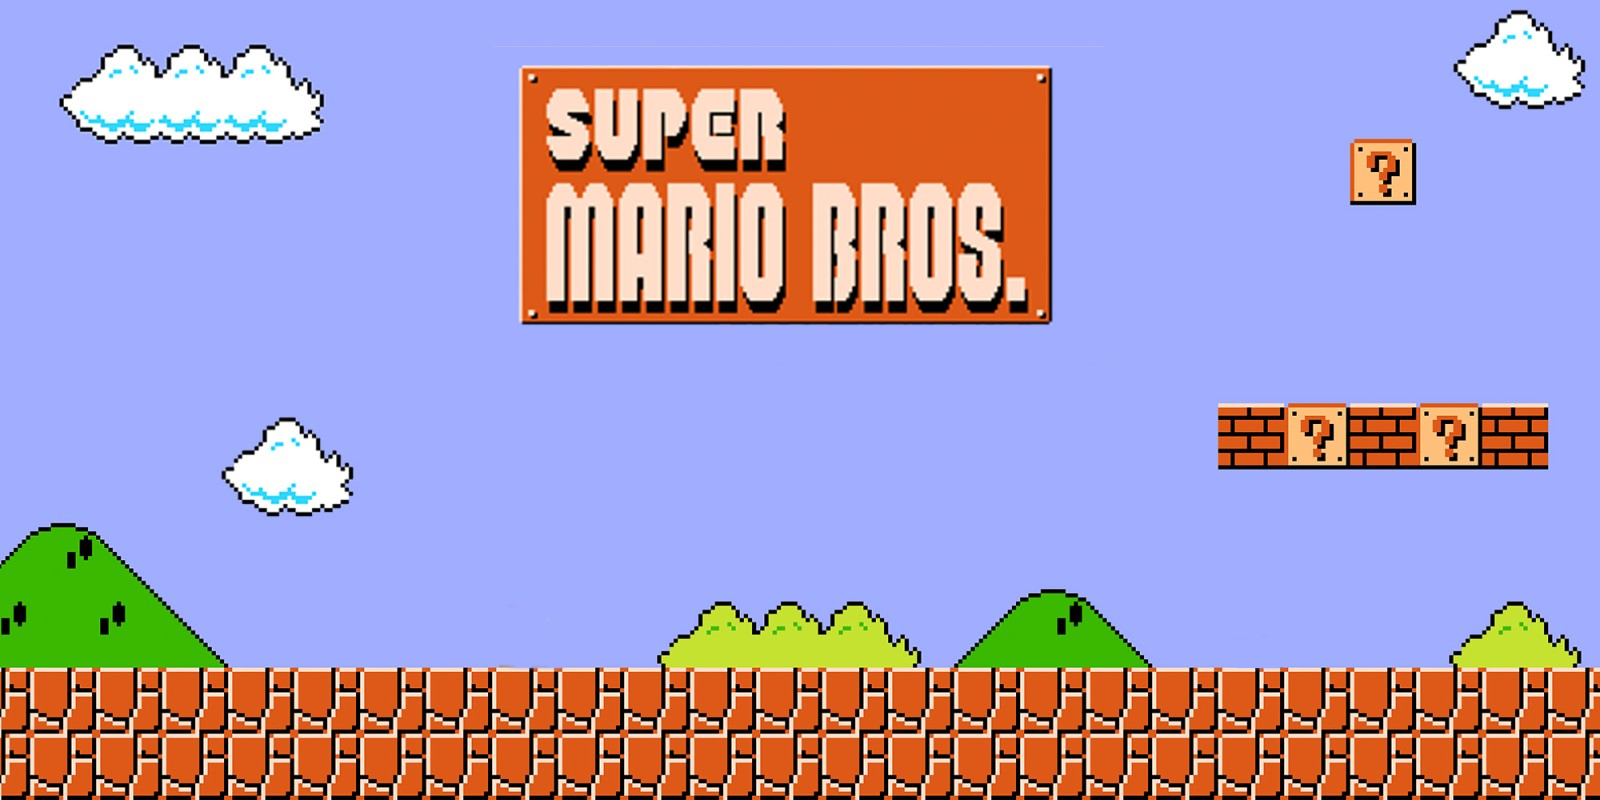 SUPER
MARIO BROS.
?
? ?